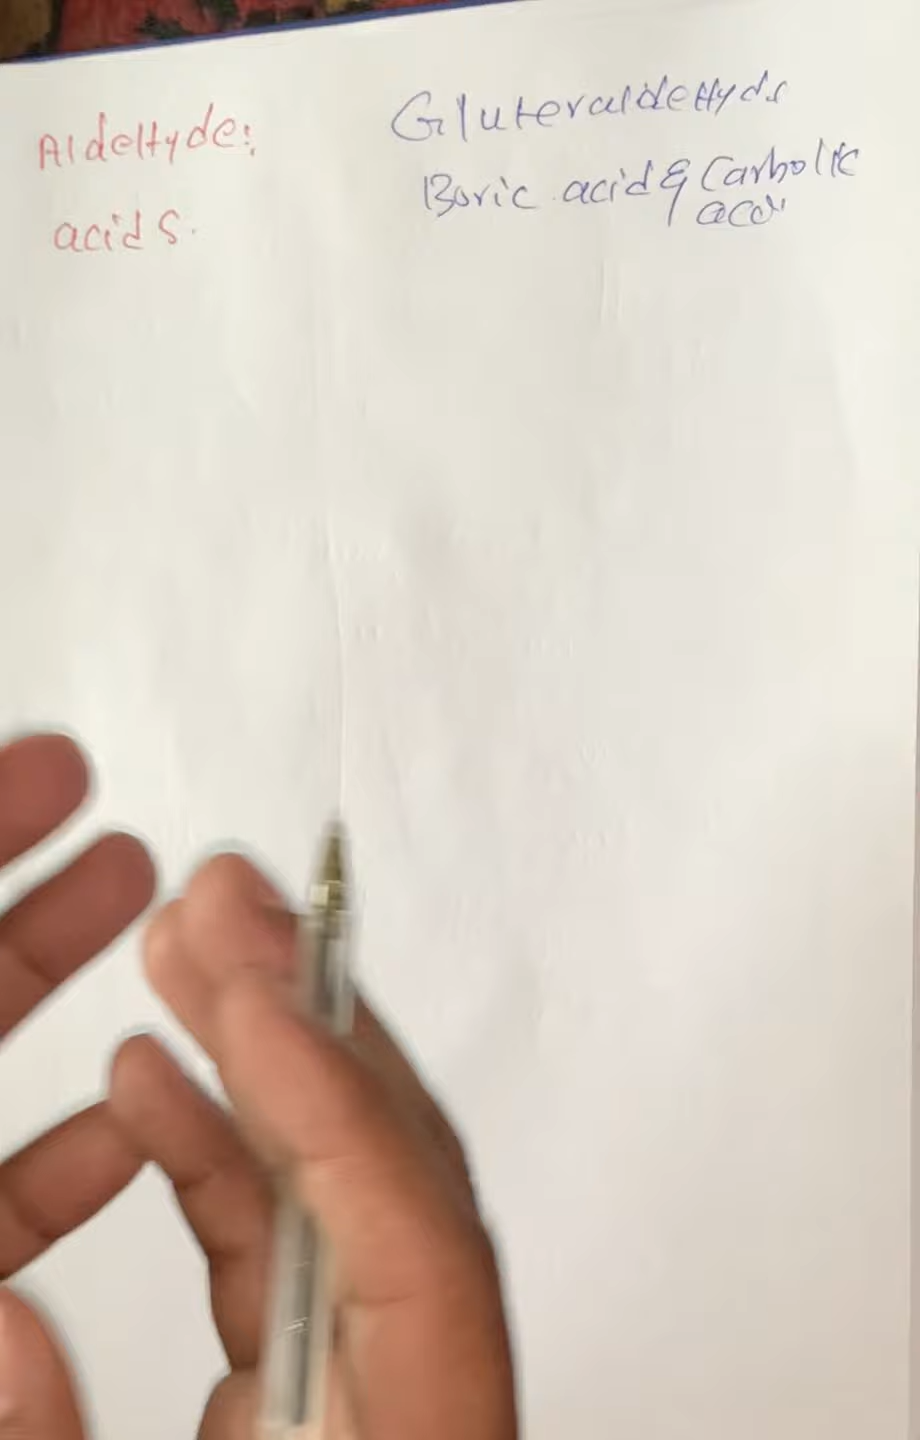 Aldehyde:
Gluteraldehyde
acids.
Boric acid & Carbolic
acid